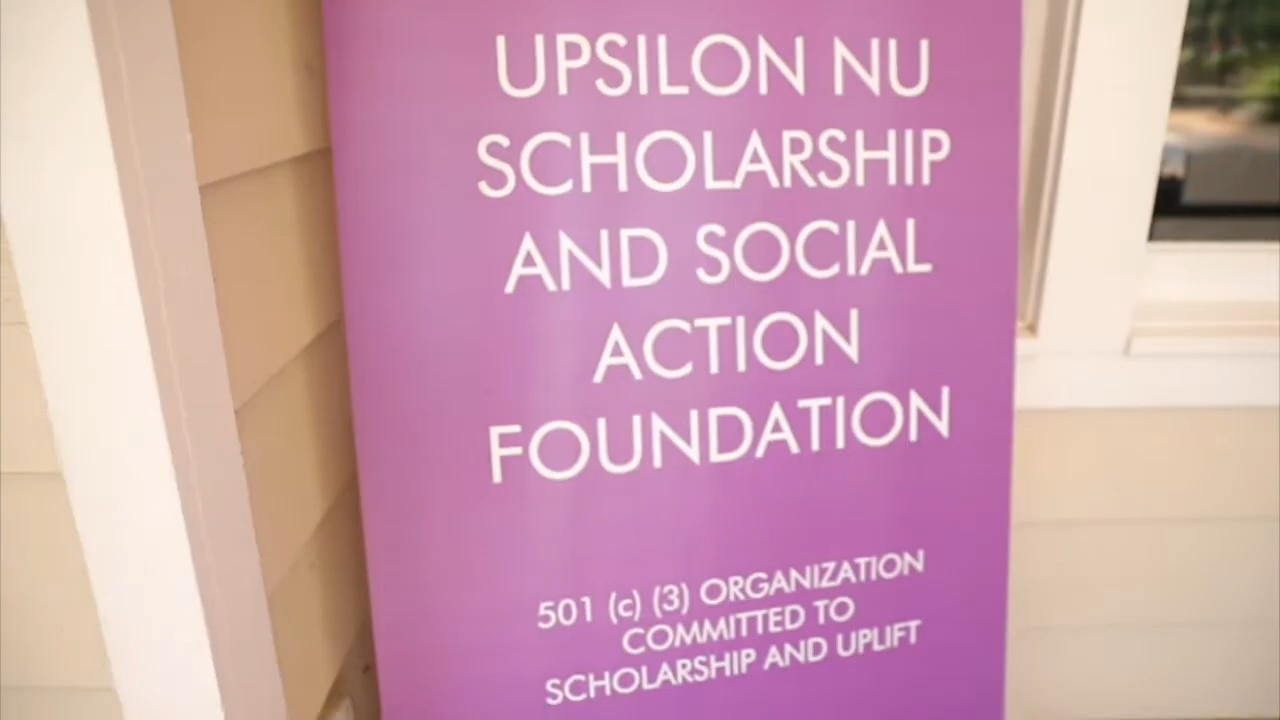 UPSILON NU
SCHOLARSHIP
AND SOCIAL
ACTION
FOUNDATION
501 (c) (3) ORGANIZATION
COMMITTED TO
SCHOLARSHIP AND UPLIFT